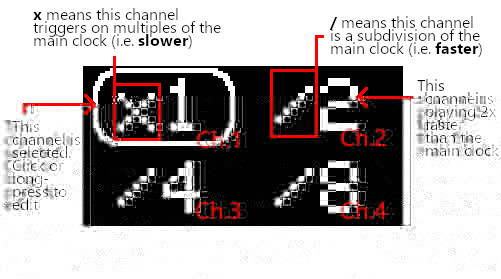 x means this channel
triggers on multiples of the
main clock (i.e. slower)
/ means this channel
is a subdivision of the
main clock (i.e. faster)
This
channel is
selected.
Click or
long-
press to
edit
x1
Ch.1
/2
Ch.2
This
channel is
playing 2x
faster
than the
main clock
/4
Ch.3
/8
Ch.4